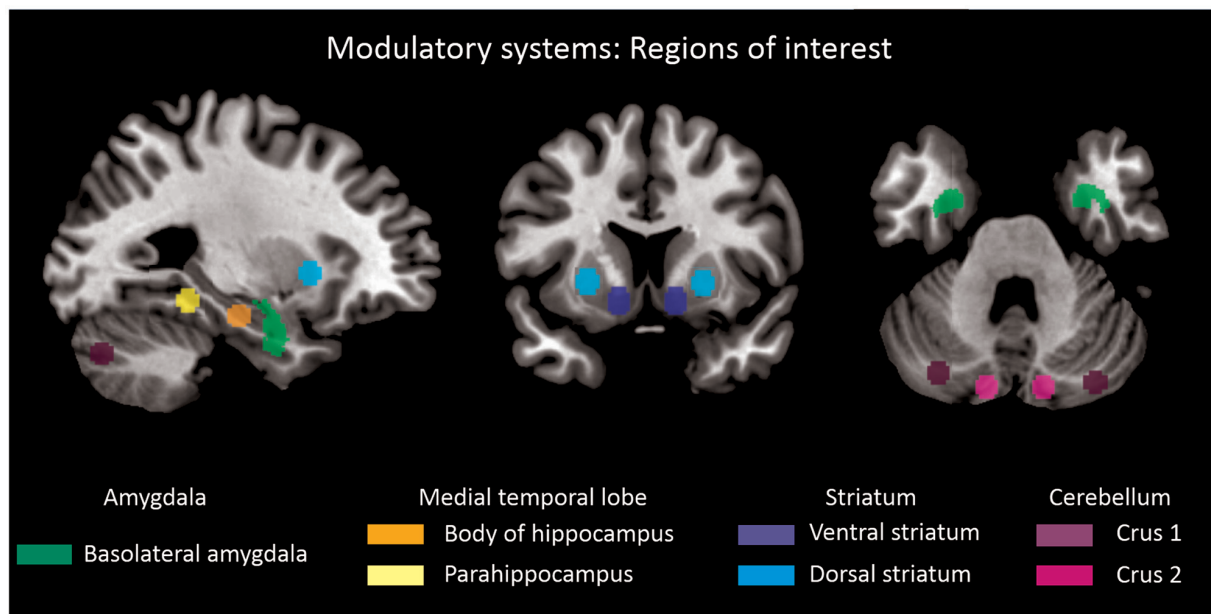 Modulatory systems: Regions of interest
Amygdala
Basolateral amygdala
Medial temporal lobe
Body of hippocampus
Parahippocampus
Striatum
Ventral striatum
Dorsal striatum
Cerebellum
Crus 1
Crus 2